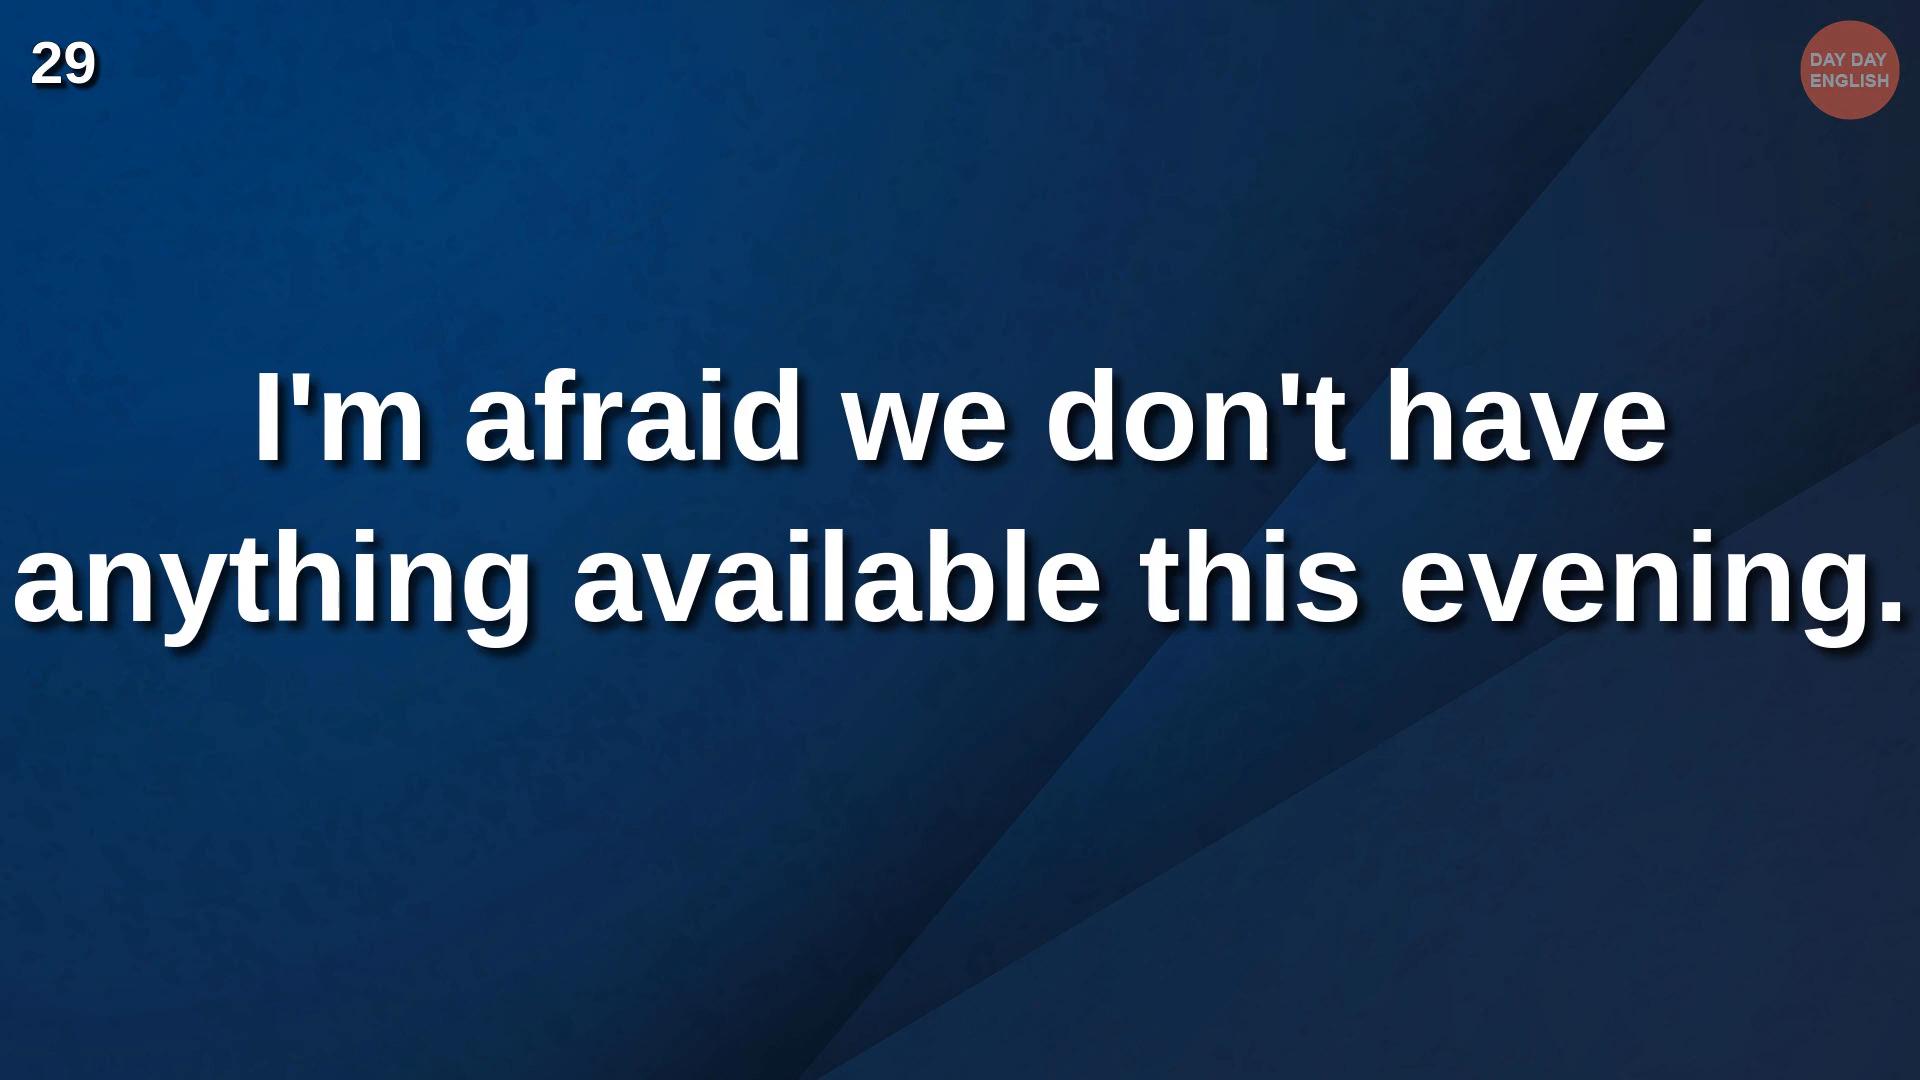 29
DAY DAY
ENGLISH
I'm afraid we don't have
anything available this evening.